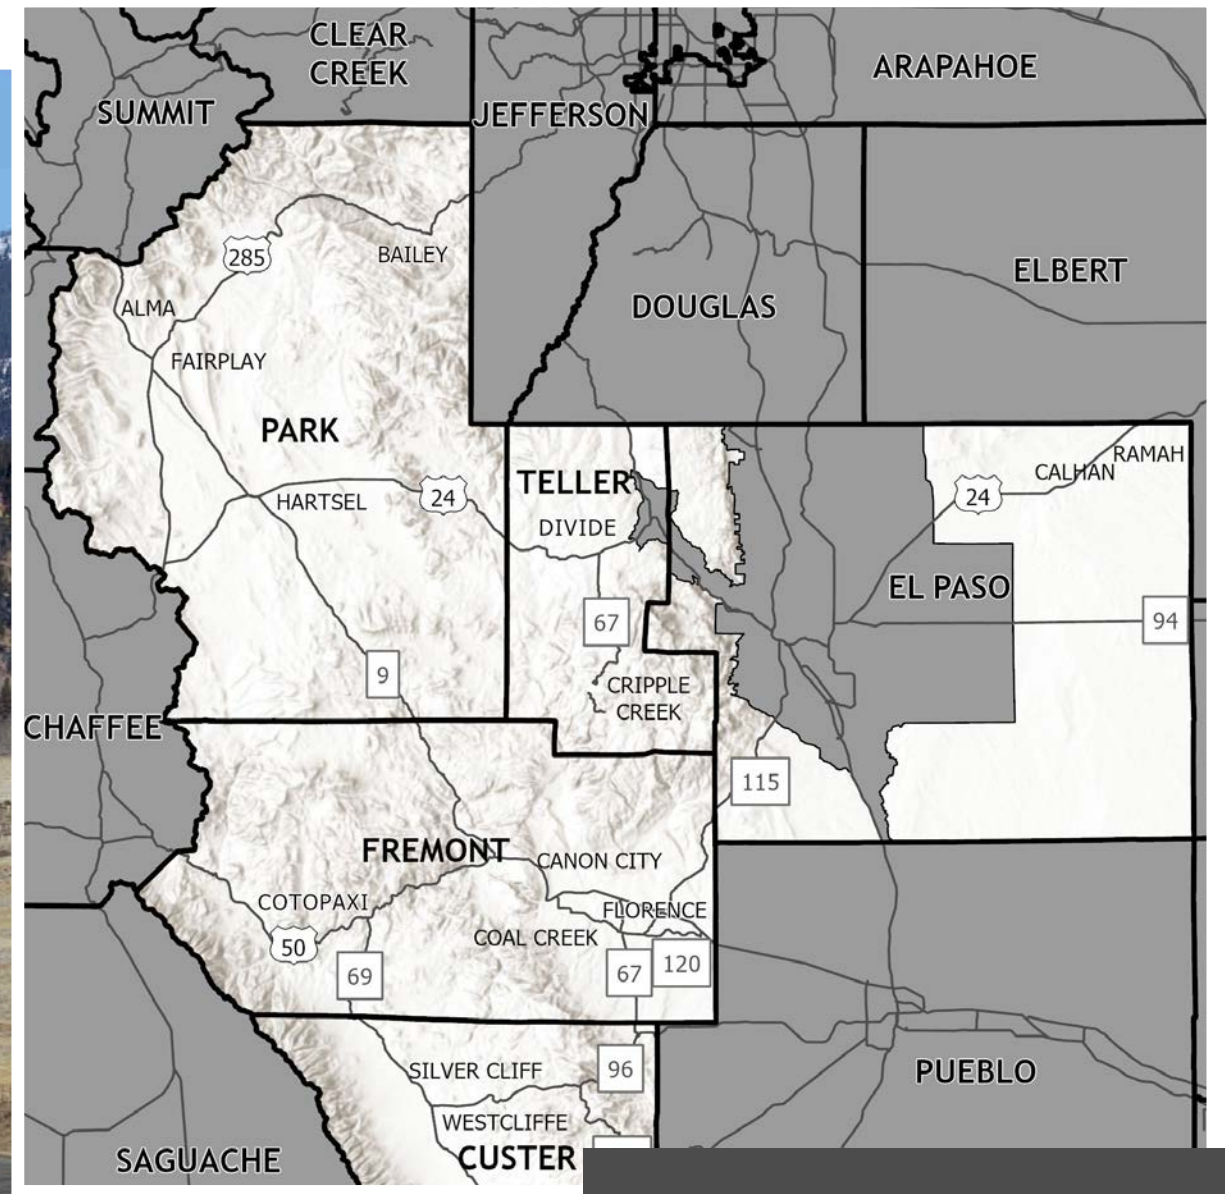 CLEAR
CREEK
ARAPAHOE
SUMMIT
JEFFERSON
285
BAILEY
ELBERT
ALMA
DOUGLAS
FAIRPLAY
PARK
RAMAH
CALHAN
TELLER
24
24
HARTSEL
DIVIDE
EL PASO
67
94
9
CRIPPLE
CREEK
CHAFFEE
115
FREMONT
CANON CITY
COTOPAXI
FLORENCE
COAL CREEK
50
69
67
120
SILVER CLIFF
96
PUEBLO
WESTCLIFFE
CUSTER
SAGUACHE